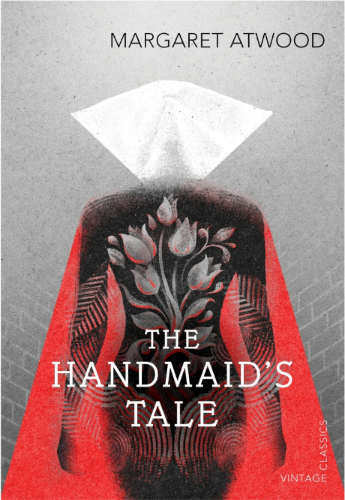 MARGARET ATWOOD
THE
HANDMAID'S
TALE
VINTAGE CLASSICS